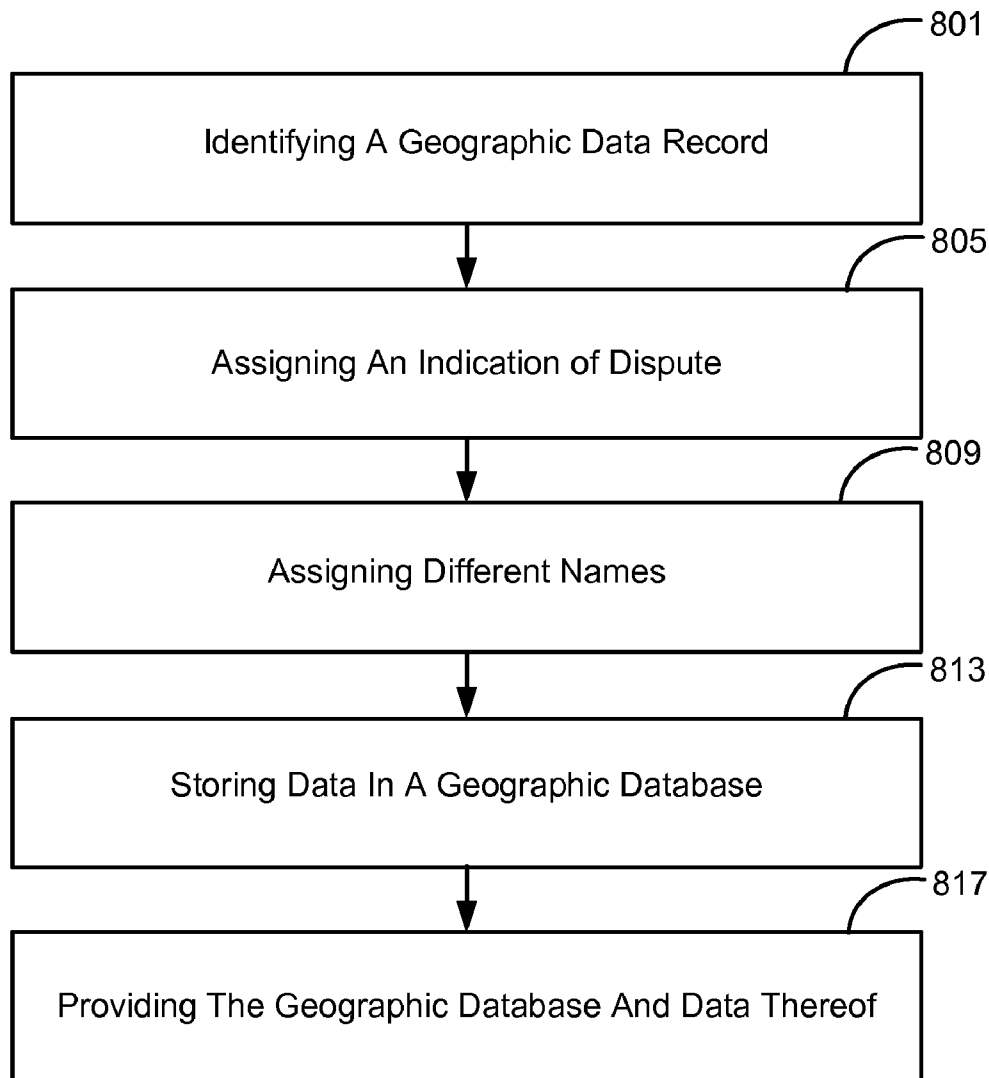 801
Identifying A Geographic Data Record
805
Assigning An Indication of Dispute
809
Assigning Different Names
813
Storing Data In A Geographic Database
817
Providing The Geographic Database And Data Thereof